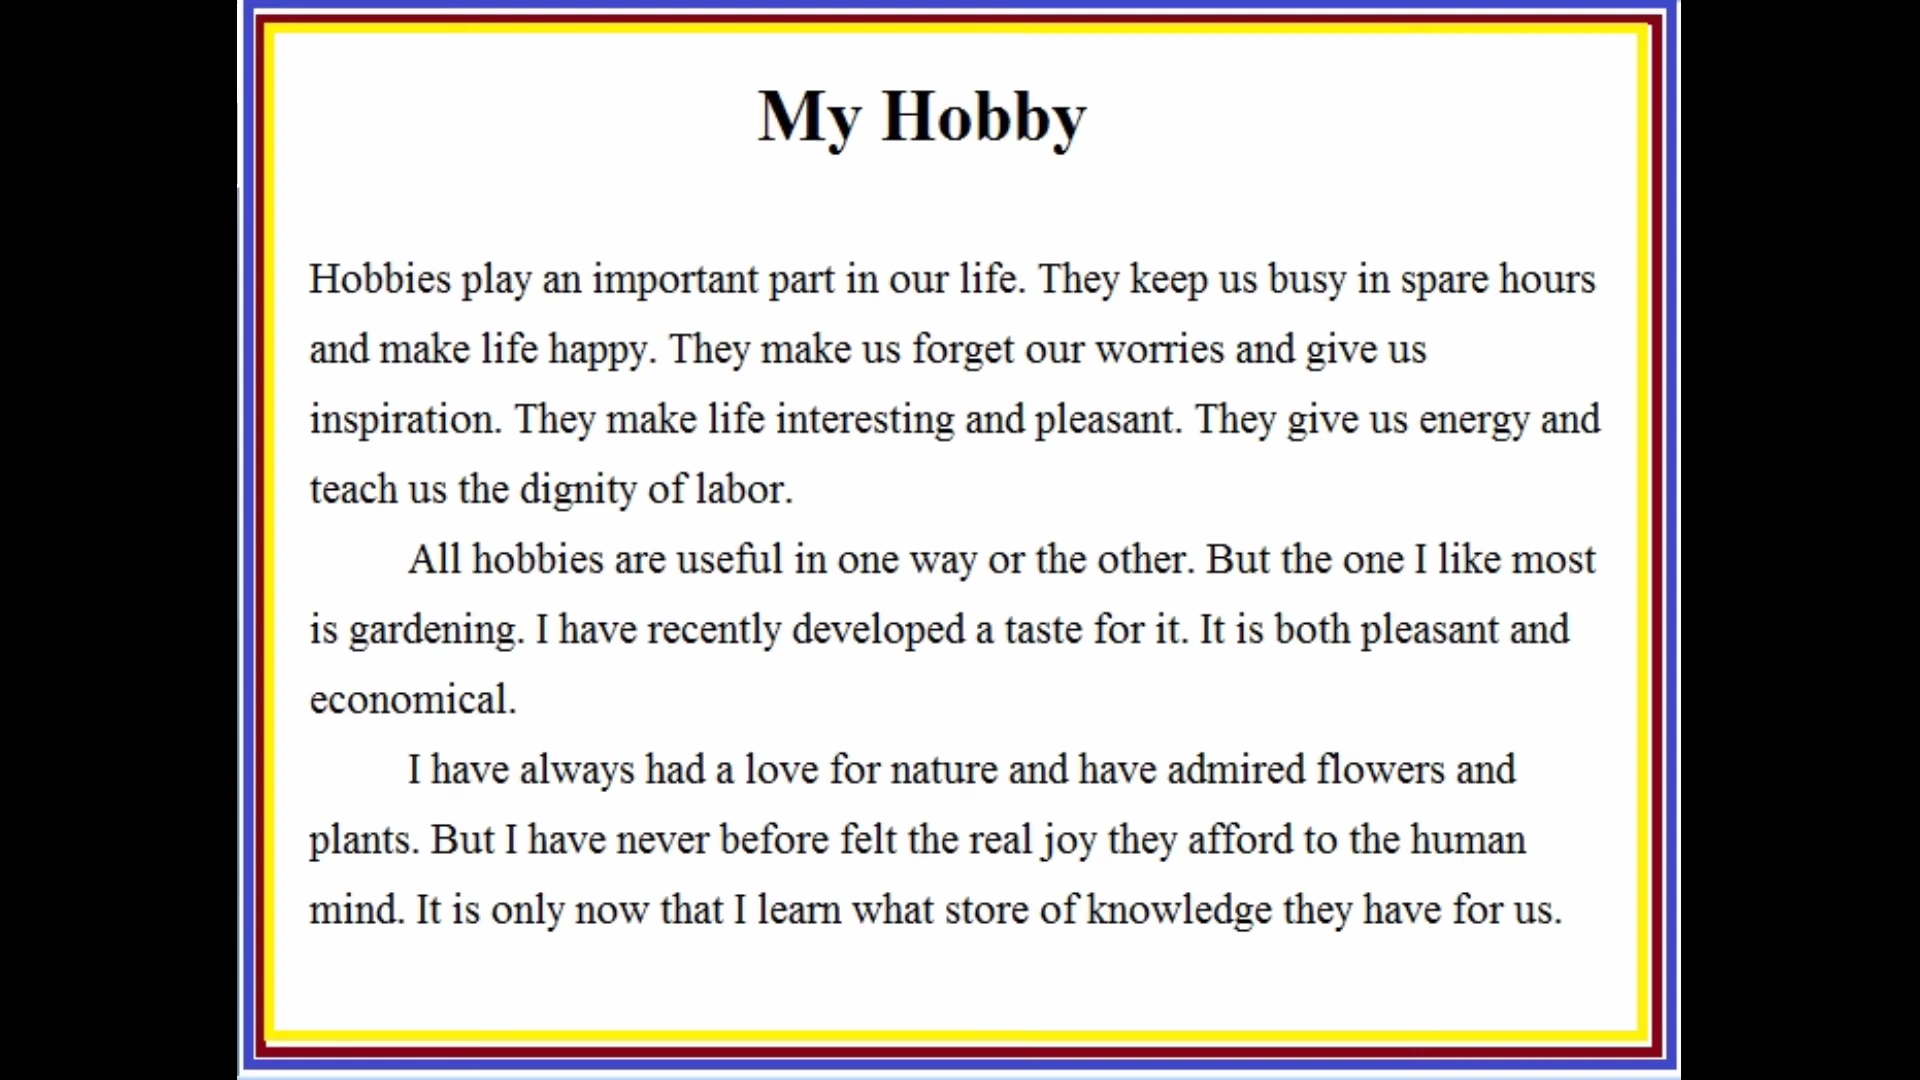 My Hobby
Hobbies play an important part in our life. They keep us busy in spare hours
and make life happy. They make us forget our worries and give us
inspiration. They make life interesting and pleasant. They give us energy and
teach us the dignity of labor.
All hobbies are useful in one way or the other. But the one I like most
is gardening. I have recently developed a taste for it. It is both pleasant and
economical.
I have always had a love for nature and have admired flowers and
plants. But I have never before felt the real joy they afford to the human
mind. It is only now that I learn what store of knowledge they have for us.